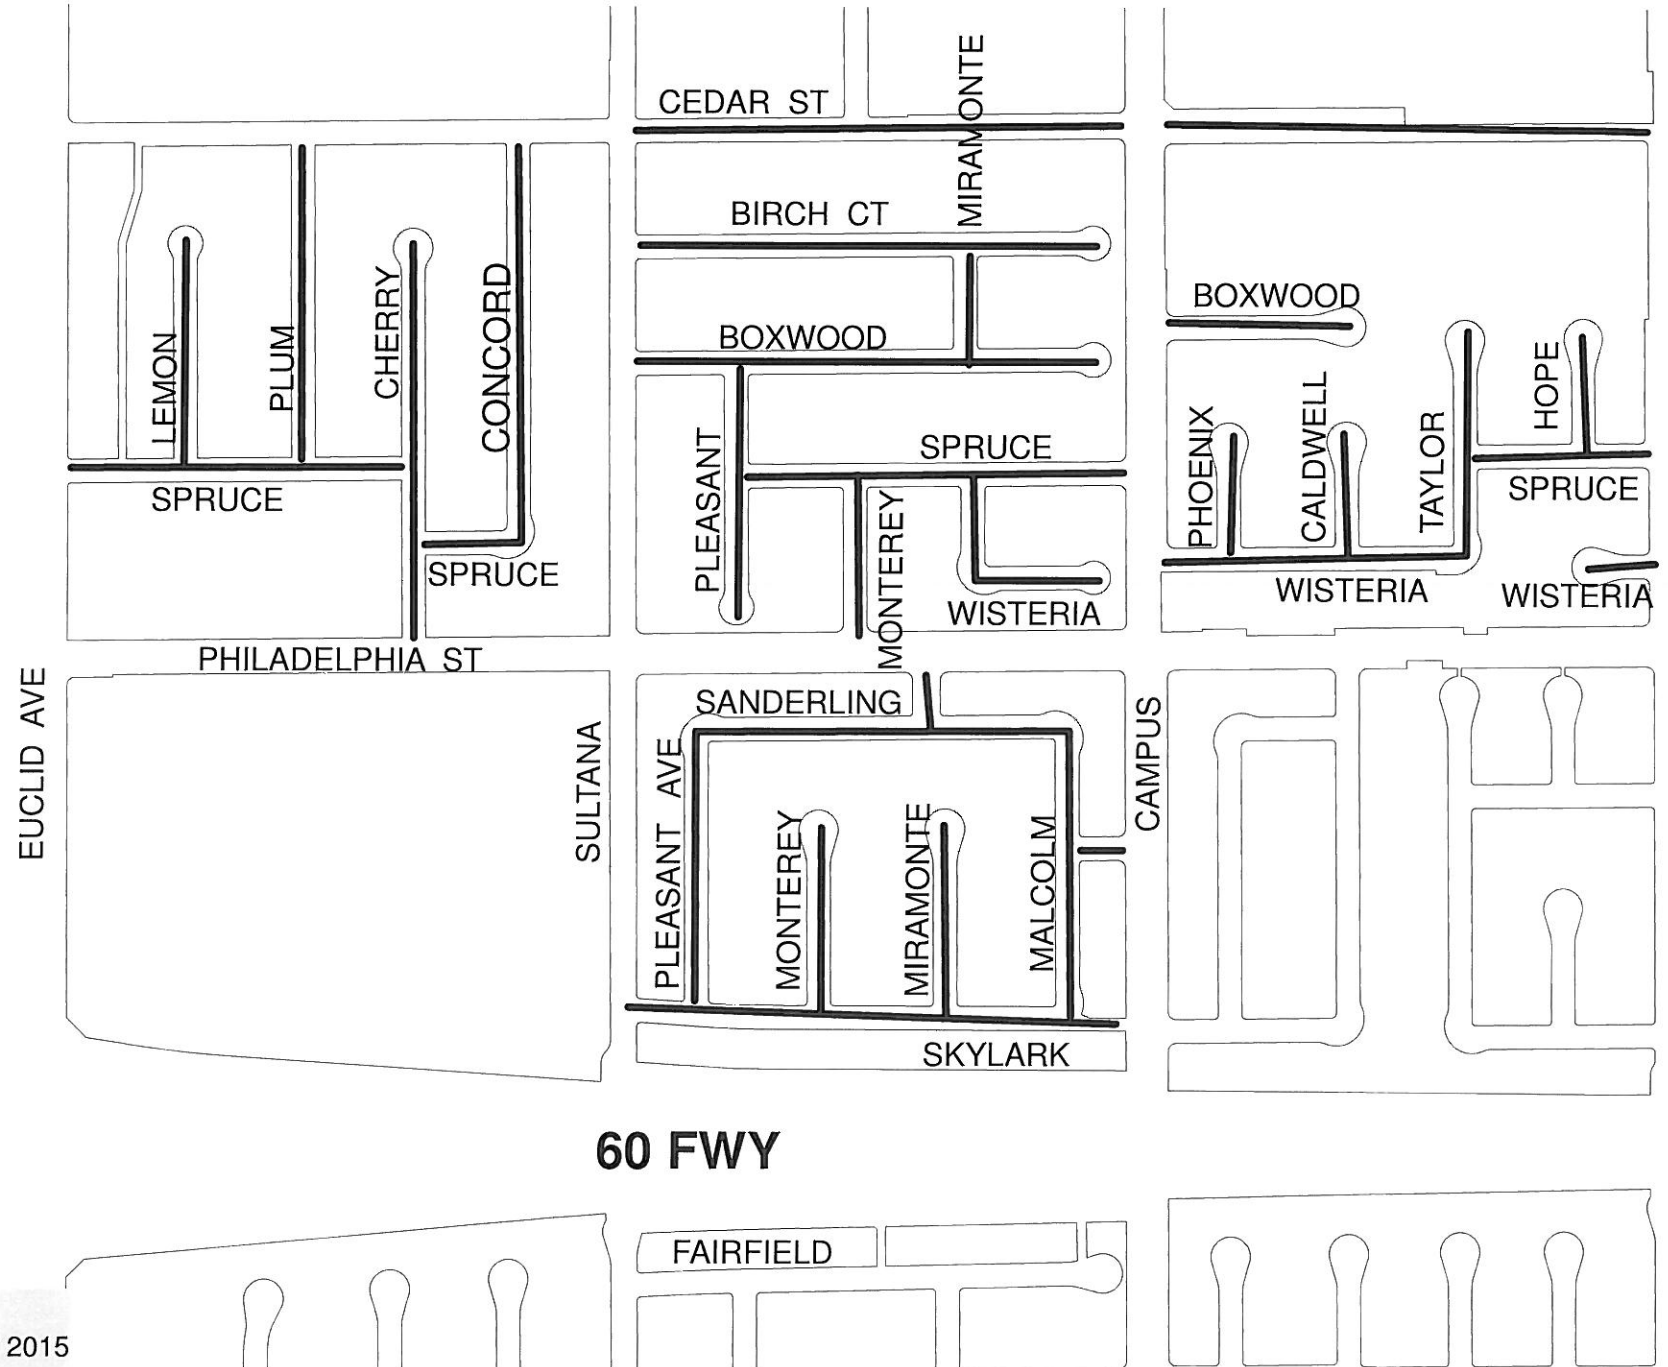 CEDAR ST
MIRAMONTE
BIRCH CT
BOXWOOD
BOXWOOD
LEMON
PLUM
CHERRY
CONCORD
PLEASANT
SPRUCE
MONTEREY
PHOENIX
CALDWELL
TAYLOR
HOPE
SPRUCE
SPRUCE
SPRUCE
WISTERIA
WISTERIA
WISTERIA
PHILADELPHIA ST
EUCLID AVE
SULTANA
SANDERLING
PLEASANT AVE
MONTEREY
MIRAMONTE
MALCOLM
CAMPUS
SKYLARK
60 FWY
FAIRFIELD
2015